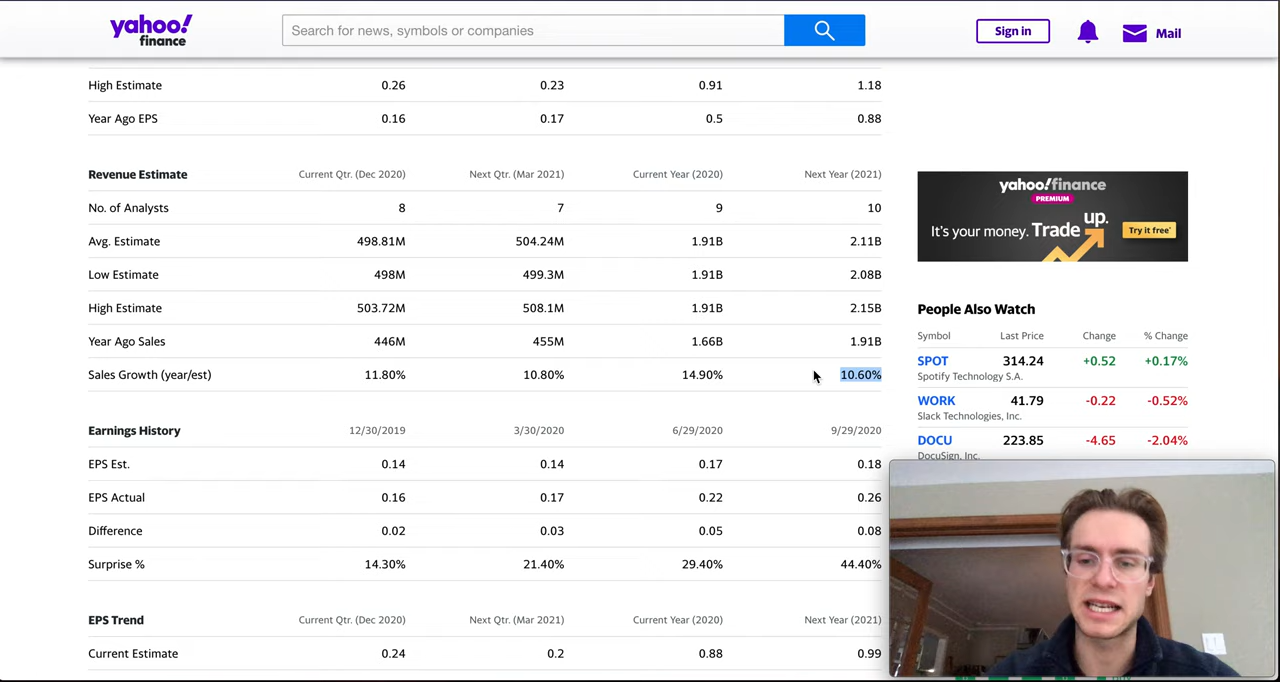 yahoo!
finance
Search for news, symbols or companies
Sign in
Mail
High Estimate 0.26 0.23 0.91 1.18
Year Ago EPS 0.16 0.17 0.5 0.88
Revenue Estimate Current Qtr. (Dec 2020) Next Qtr. (Mar 2021) Current Year (2020) Next Year (2021)
No. of Analysts 8 7 9 10
Avg. Estimate 498.81M 504.24M 1.91B 2.11B
Low Estimate 498M 499.3M 1.91B 2.08B
High Estimate 503.72M 508.1M 1.91B 2.15B
Year Ago Sales 446M 455M 1.66B 1.91B
Sales Growth (year/est) 11.80% 10.80% 14.90% 10.60%
Earnings History 12/30/2019 3/30/2020 6/29/2020 9/29/2020
EPS Est. 0.14 0.14 0.17 0.18
EPS Actual 0.16 0.17 0.22 0.26
Difference 0.02 0.03 0.05 0.08
Surprise % 14.30% 21.40% 29.40% 44.40%
EPS Trend Current Qtr. (Dec 2020) Next Qtr. (Mar 2021) Current Year (2020) Next Year (2021)
Current Estimate 0.24 0.2 0.88 0.99
yahoo!finance
PREMIUM
It's your money. Trade up.
Try it free*
People Also Watch
Symbol Last Price Change % Change
SPOT 314.24 +0.52 +0.17%
Spotify Technology S.A.
WORK 41.79 -0.22 -0.52%
Slack Technologies, Inc.
DOCU 223.85 -4.65 -2.04%
DocuSign, Inc.